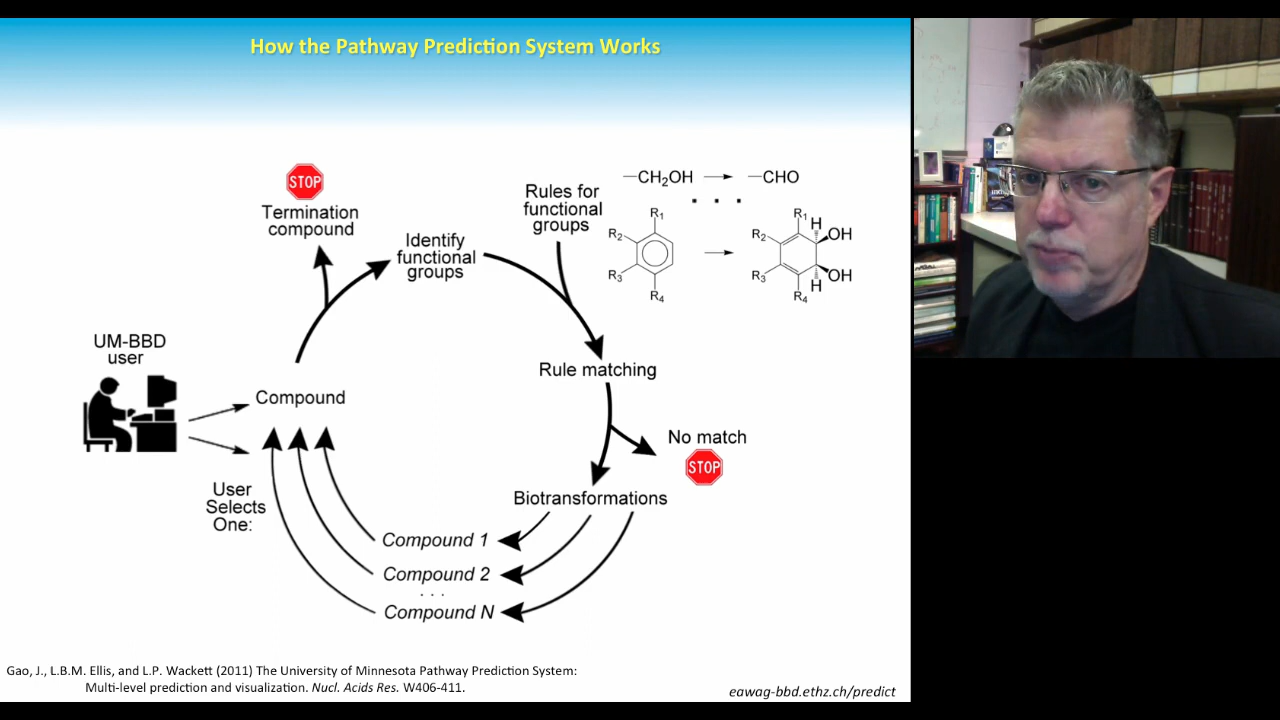 How the Pathway Prediction System Works
STOP
Termination
compound
Identify
functional
groups
Rules for
functional
groups
—CH₂OH → —CHO
. . .
R₁
R₂
R₃
R₄
R₁
H
OH
R₂
OH
R₃
H
R₄
UM-BBD
user
Compound
Rule matching
No match
STOP
User
Selects
One:
Biotransformations
Compound 1
Compound 2
. . .
Compound N
Gao, J., L.B.M. Ellis, and L.P. Wackett (2011) The University of Minnesota Pathway Prediction System:
Multi-level prediction and visualization. Nucl. Acids Res. W406-411.
eawag-bbd.ethz.ch/predict